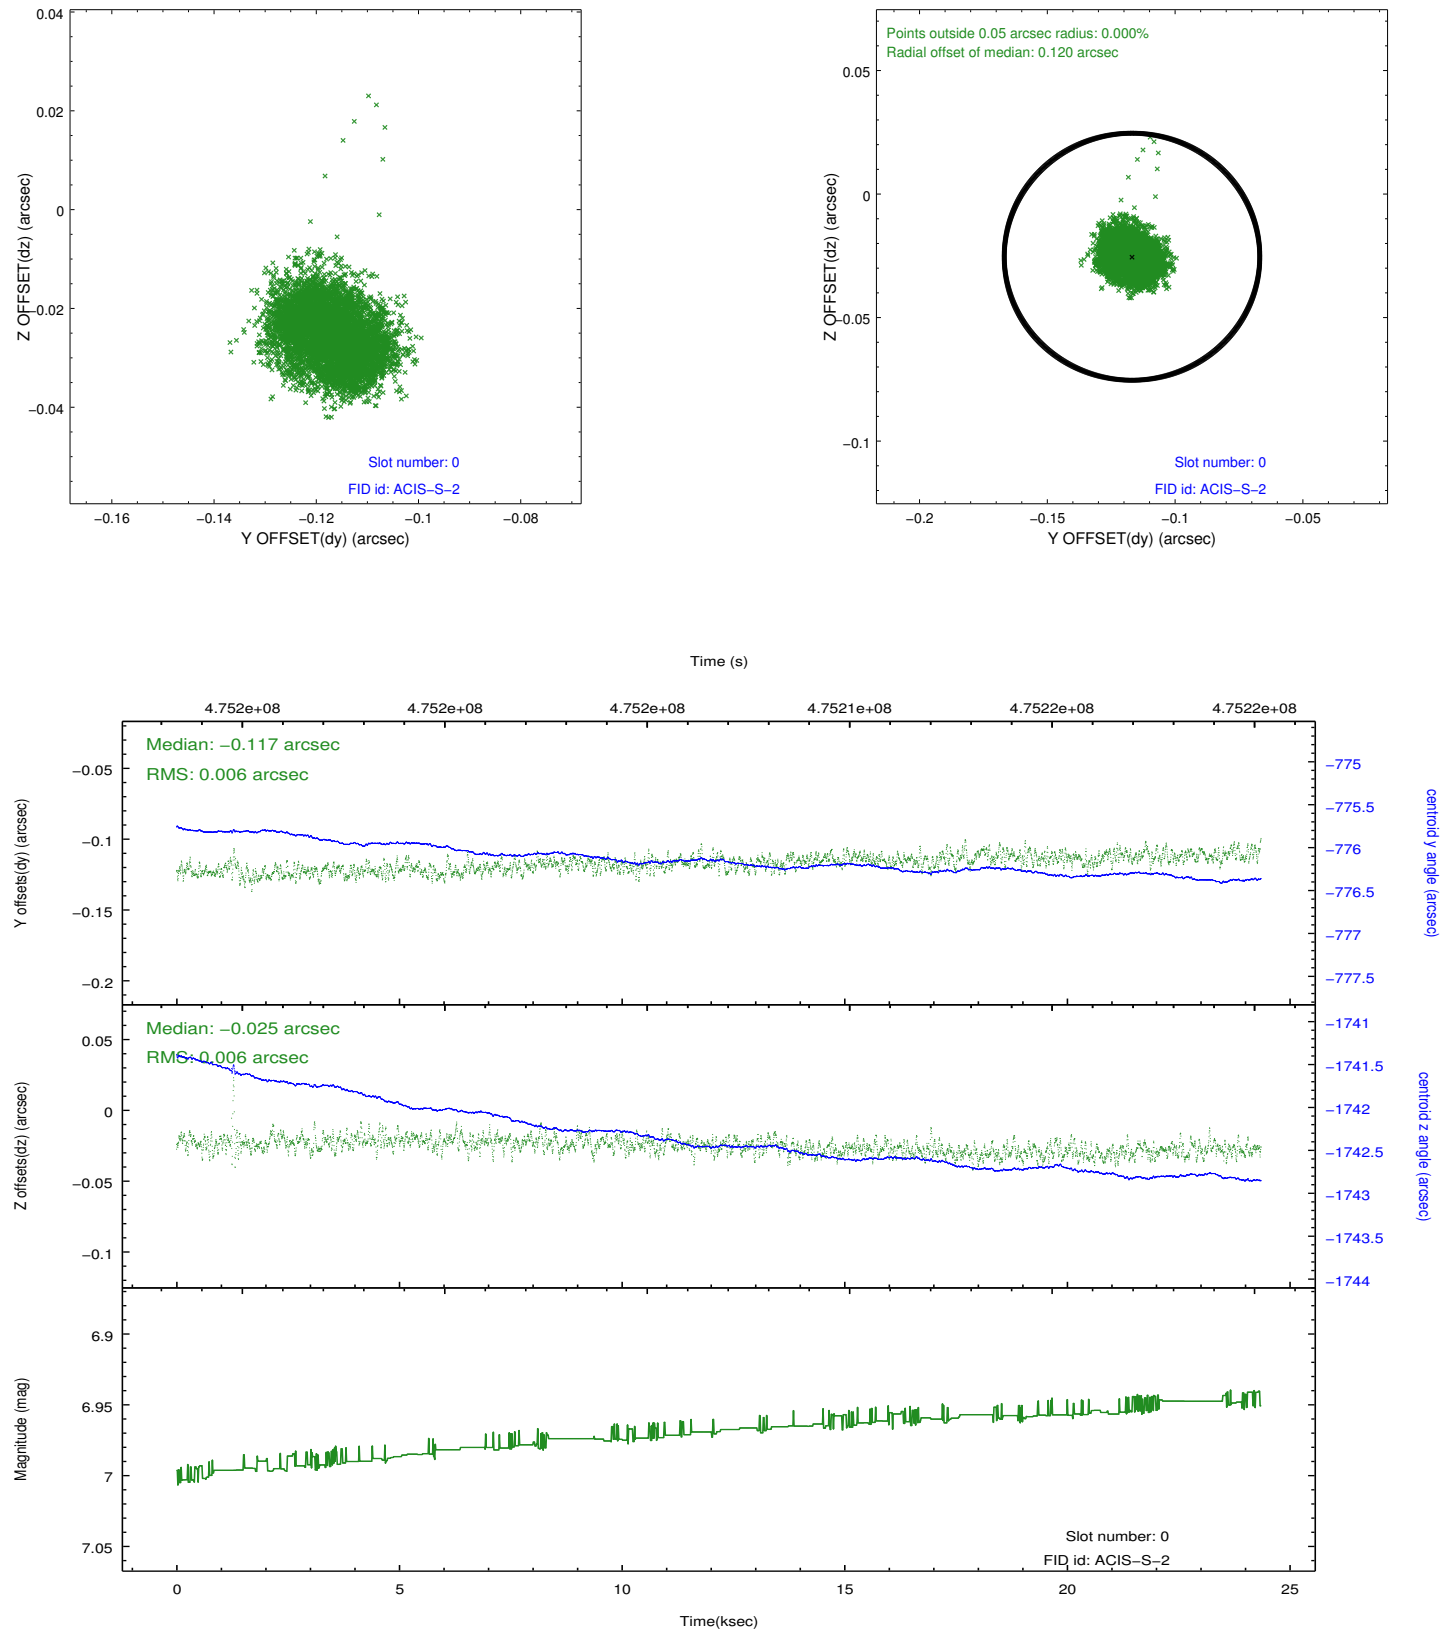 0.04
0.02
0
−0.02
−0.04
Z OFFSET(dz) (arcsec)
Slot number: 0
FID id: ACIS−S−2
−0.16
−0.14
−0.12
−0.1
−0.08
Y OFFSET(dy) (arcsec)
Points outside 0.05 arcsec radius: 0.000%
Radial offset of median: 0.120 arcsec
0.05
0
−0.05
−0.1
Z OFFSET(dz) (arcsec)
Slot number: 0
FID id: ACIS−S−2
−0.2
−0.15
−0.1
−0.05
Y OFFSET(dy) (arcsec)
Time (s)
4.752e+08
4.752e+08
4.752e+08
4.7521e+08
4.7522e+08
4.7522e+08
Median: −0.117 arcsec
RMS: 0.006 arcsec
−0.05
−0.1
−0.15
−0.2
Y offsets(dy) (arcsec)
−775
−775.5
−776
−776.5
−777
−777.5
centroid y angle (arcsec)
Median: −0.025 arcsec
RMS: 0.006 arcsec
0.05
0
−0.05
−0.1
Z offsets(dz) (arcsec)
−1741
−1741.5
−1742
−1742.5
−1743
−1743.5
−1744
centroid z angle (arcsec)
6.9
6.95
7
7.05
Magnitude (mag)
Slot number: 0
FID id: ACIS−S−2
0
5
10
15
20
25
Time(ksec)